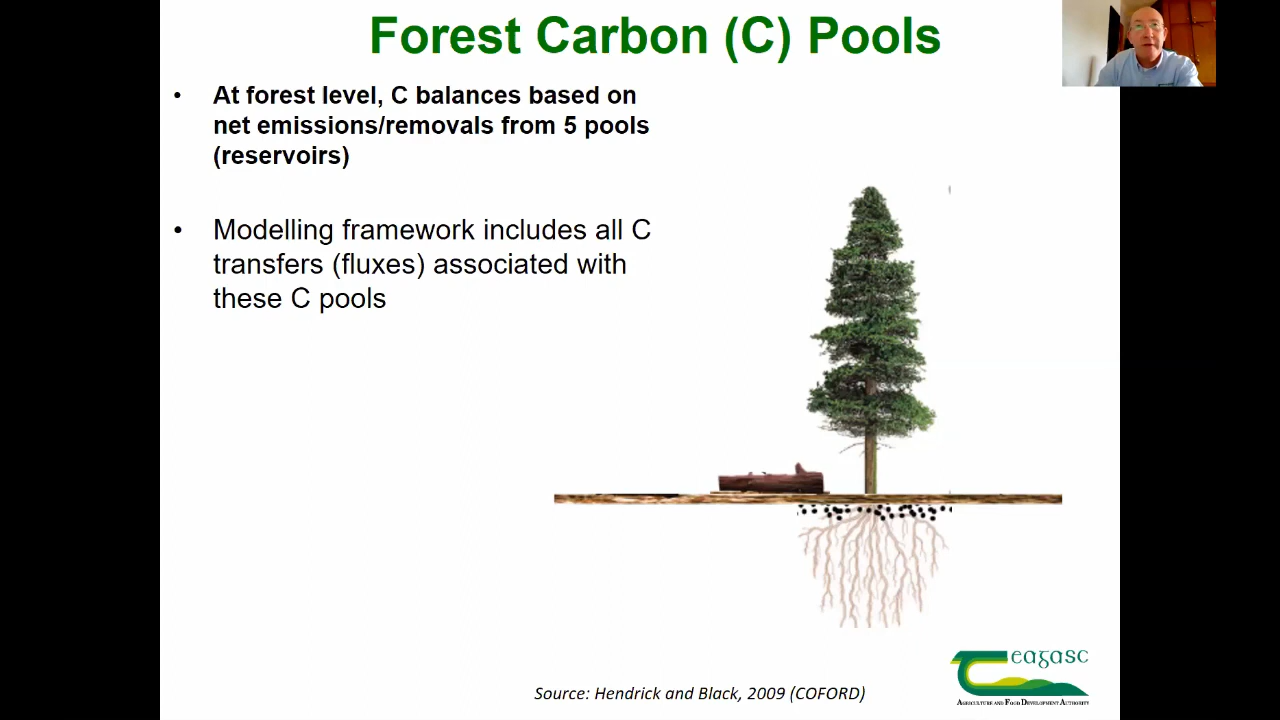 Forest Carbon (C) Pools
• At forest level, C balances based on
net emissions/removals from 5 pools
(reservoirs)
• Modelling framework includes all C
transfers (fluxes) associated with
these C pools
Source: Hendrick and Black, 2009 (COFORD)
eagasc
Agriculture and Food Development Authority